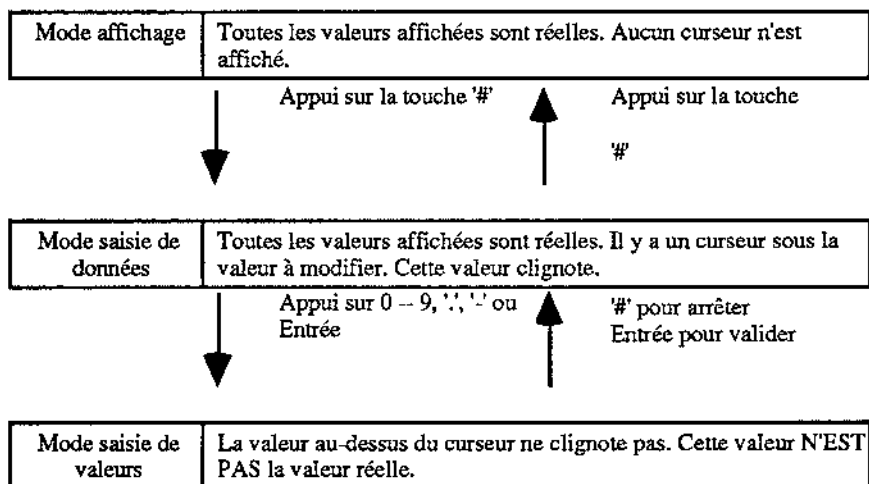 Mode affichage
Toutes les valeurs affichées sont réelles. Aucun curseur n'est
affiché.
Appui sur la touche '#'
Appui sur la touche
'#'
Mode saisie de
données
Toutes les valeurs affichées sont réelles. Il y a un curseur sous la
valeur à modifier. Cette valeur clignote.
Appui sur 0 – 9, '.', '-' ou
Entrée
'#' pour arrêter
Entrée pour valider
Mode saisie de
valeurs
La valeur au-dessus du curseur ne clignote pas. Cette valeur N'EST
PAS la valeur réelle.